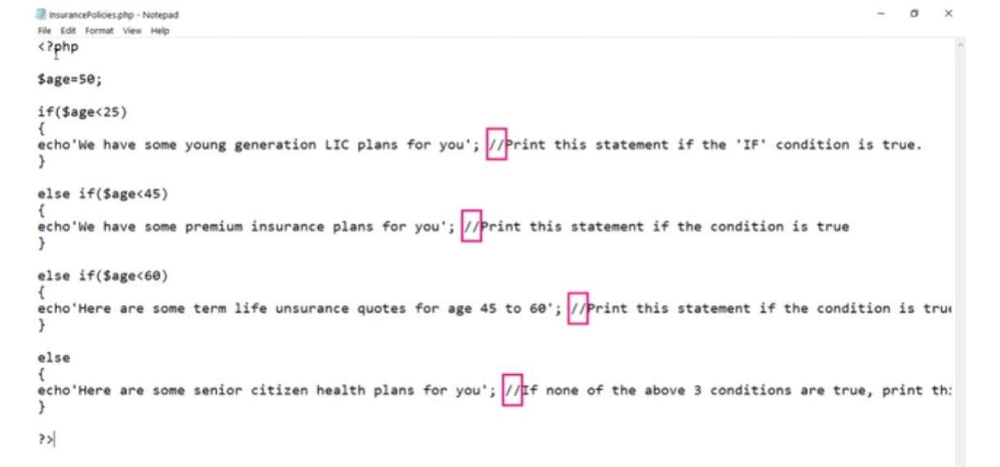 InsurancePolicies.php - Notepad
File Edit Format View Help
<?php
$age=50;
if($age<25)
{
echo'We have some young generation LIC plans for you'; //Print this statement if the 'IF' condition is true.
}
else if($age<45)
{
echo'We have some premium insurance plans for you'; //Print this statement if the condition is true
}
else if($age<60)
{
echo'Here are some term life unsurance quotes for age 45 to 60'; //Print this statement if the condition is
}
else
{
echo'Here are some senior citizen health plans for you'; //If none of the above 3 conditions are true, print
}
?>